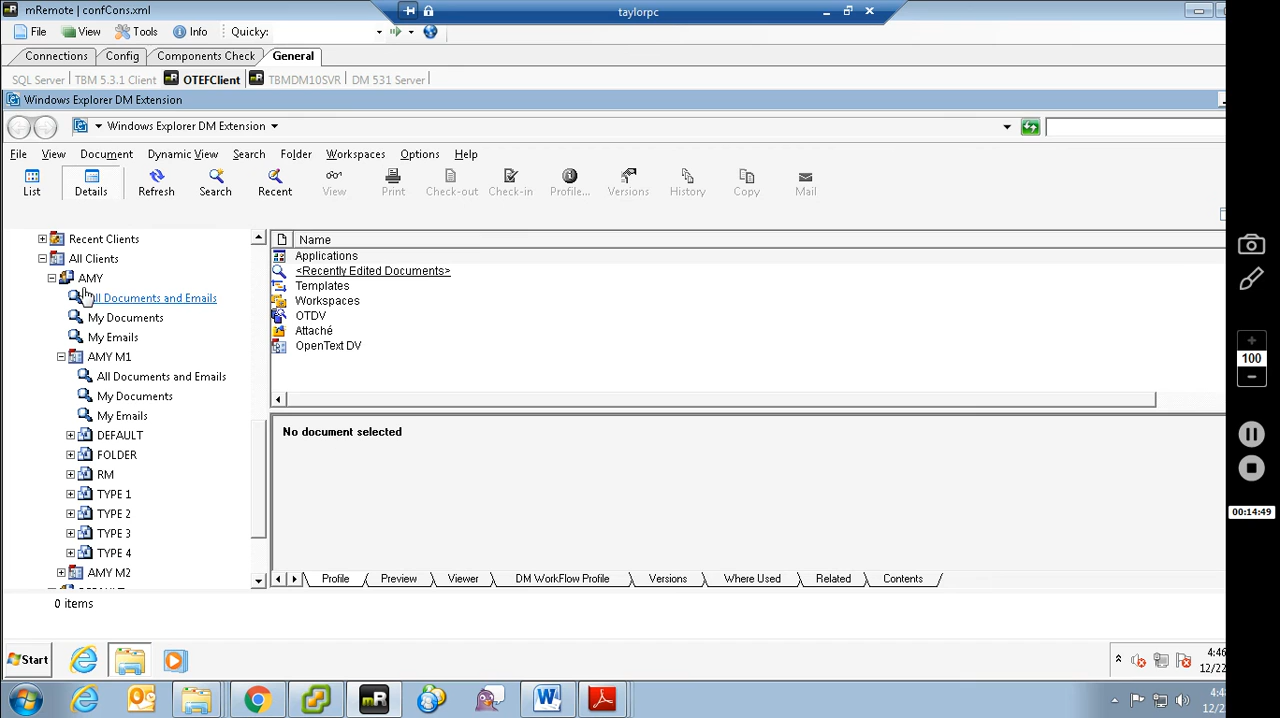 mRemote | confCons.xml
taylorpc
File View Tools Info Quicky:
Connections Config Components Check General
SQL Server TBM 5.3.1 Client OTEFClient TBMDM10SVR DM 531 Server
Windows Explorer DM Extension
Windows Explorer DM Extension
File View Document Dynamic View Search Folder Workspaces Options Help
List Details Refresh Search Recent View Print Check-out Check-in Profile... Versions History Copy Mail
Recent Clients
All Clients
AMY
All Documents and Emails
My Documents
My Emails
AMY M1
All Documents and Emails
My Documents
My Emails
DEFAULT
FOLDER
RM
TYPE 1
TYPE 2
TYPE 3
TYPE 4
AMY M2
Name
Applications
<Recently Edited Documents>
Templates
Workspaces
OTDV
Attaché
OpenText DV
No document selected
Profile Preview Viewer DM WorkFlow Profile Versions Where Used Related Contents
0 items
100
00:14:49
Start
4:46